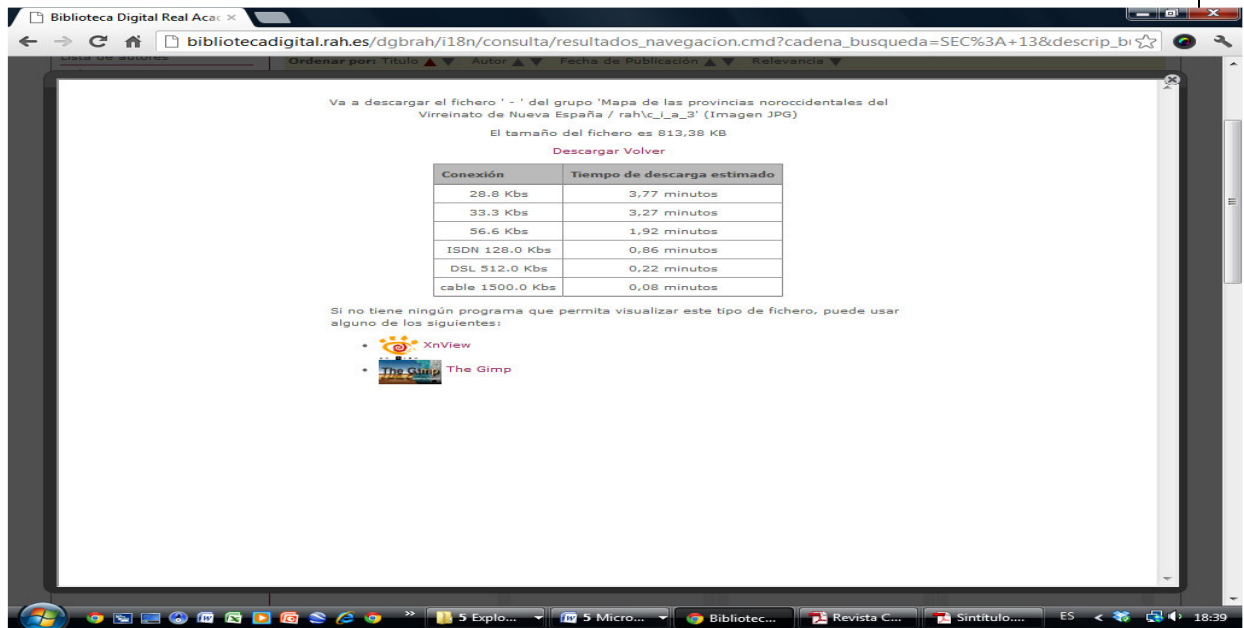 Biblioteca Digital Real Acac
bibliotecadigital.rah.es/dgbrah/i18n/consulta/resultados_navegacion.cmd?cadena_busqueda=SEC%3A+13&descrip_b
Lista de autores
Ordenar por: Título Autor Fecha de Publicación Relevancia
Va a descargar el fichero ' - ' del grupo 'Mapa de las provincias noroccidentales del
Virreinato de Nueva España / rah\c_i_a_3' (Imagen JPG)
El tamaño del fichero es 813,38 KB
Descargar Volver
Conexión Tiempo de descarga estimado
28.8 Kbs 3,77 minutos
33.3 Kbs 3,27 minutos
56.6 Kbs 1,92 minutos
ISDN 128.0 Kbs 0,86 minutos
DSL 512.0 Kbs 0,22 minutos
cable 1500.0 Kbs 0,08 minutos
Si no tiene ningún programa que permita visualizar este tipo de fichero, puede usar
alguno de los siguientes:
• XnView
• The Gimp The Gimp
5 Explo... 5 Micro... Bibliotec... Revista C... Sintítulo.... ES 18:39